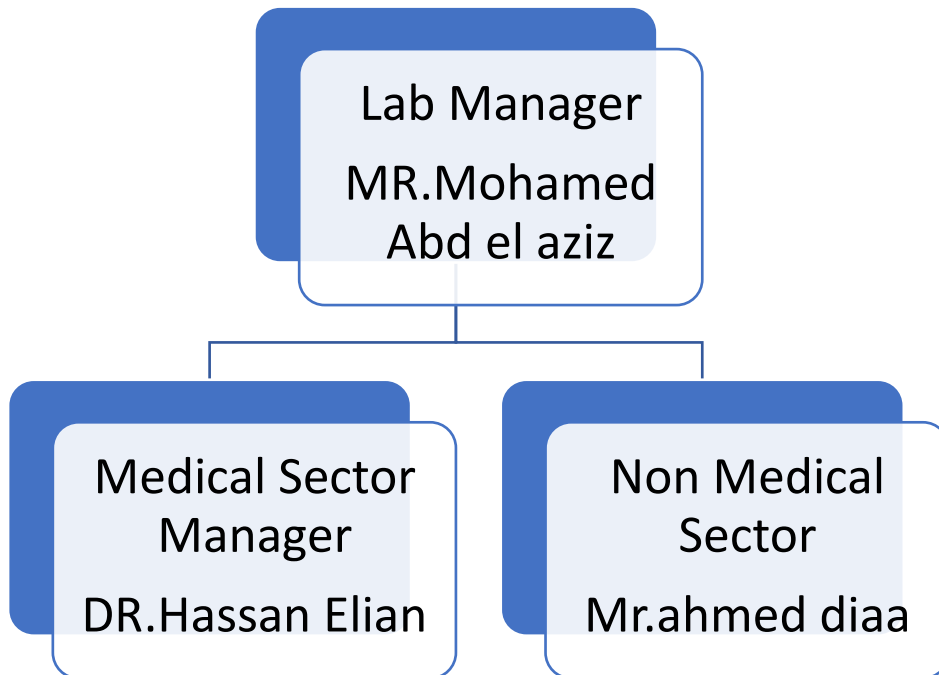 Lab Manager
MR.Mohamed
Abd el aziz
Medical Sector
Manager
DR.Hassan Elian
Non Medical
Sector
Mr.ahmed diaa